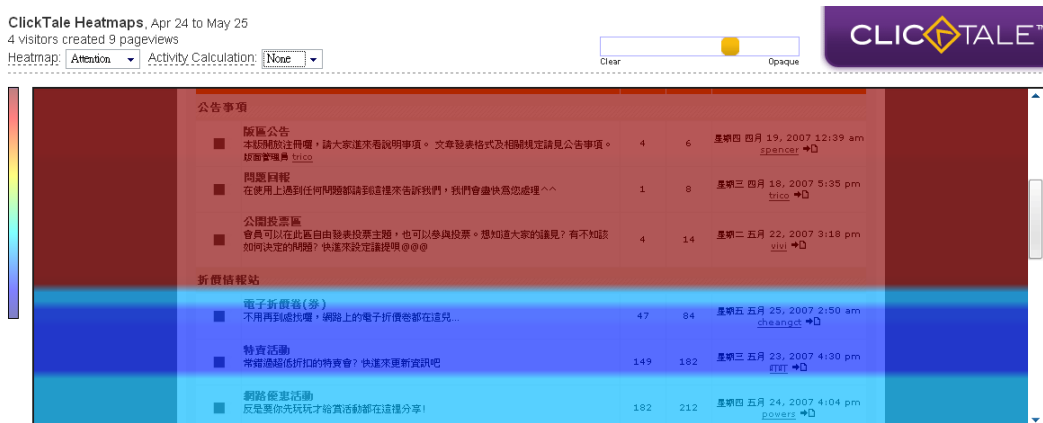 ClickTale Heatmaps, Apr 24 to May 25
4 visitors created 9 pageviews
Heatmap: Attention Activity Calculation: None
Clear Opaque
CLICKTALE™
公告事項
版區公告
本版開放注冊囉，請大家進來看說明事項。 文章發表格式及相關規定請見公告事項。
版面管理員 trico
4 6
星期四 四月 19, 2007 12:39 am
spencer
問題回報
在使用上遇到任何問題都請到這裡來告訴我們，我們會盡快為您處理^^
1 8
星期三 四月 18, 2007 5:35 pm
trico
公開投票區
會員可以在此區自由發表投票主題，也可以參與投票。想知道大家的議見? 有不知該
如何決定的問題? 快進來設定議提唄@@@
4 14
星期二 五月 22, 2007 3:18 pm
vivi
折價情報站
電子折價卷(券)
不用再到處找囉，網路上的電子折價卷都在這兒...
47 84
星期五 五月 25, 2007 2:50 am
cheangct
特賣活動
常錯過超低折扣的特賣會? 快進來更新資訊吧
149 182
星期三 五月 23, 2007 4:30 pm
網路優惠活動
反是要你先玩玩才給賞活動都在這裡分享!
182 212
星期四 五月 24, 2007 4:04 pm
powers